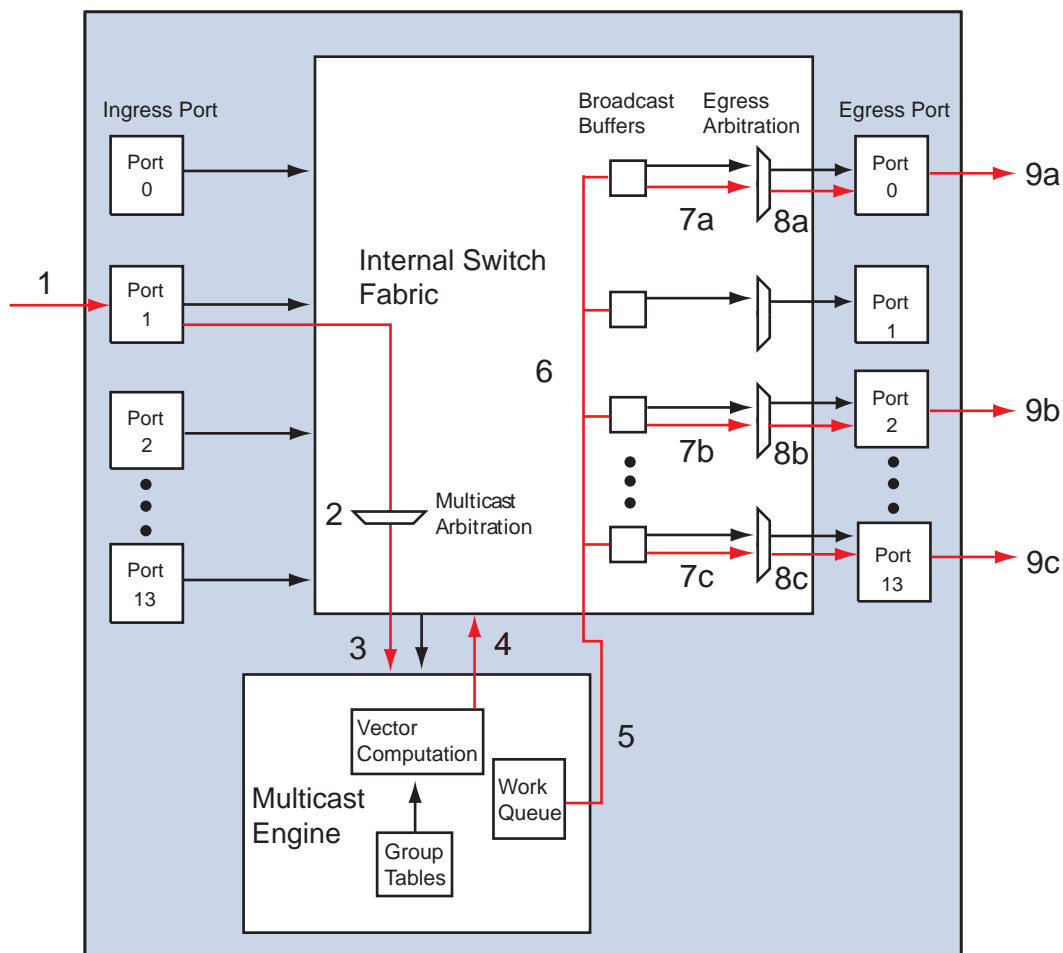 Ingress Port
Broadcast
Buffers
Egress
Arbitration
Egress Port
Port
0
Port
0
9a
7a
8a
1
Port
1
Internal Switch
Fabric
Port
1
6
Port
2
Port
2
9b
7b
8b
2
Multicast
Arbitration
Port
13
Port
13
9c
7c
8c
3
4
5
Vector
Computation
Work
Queue
Multicast
Engine
Group
Tables